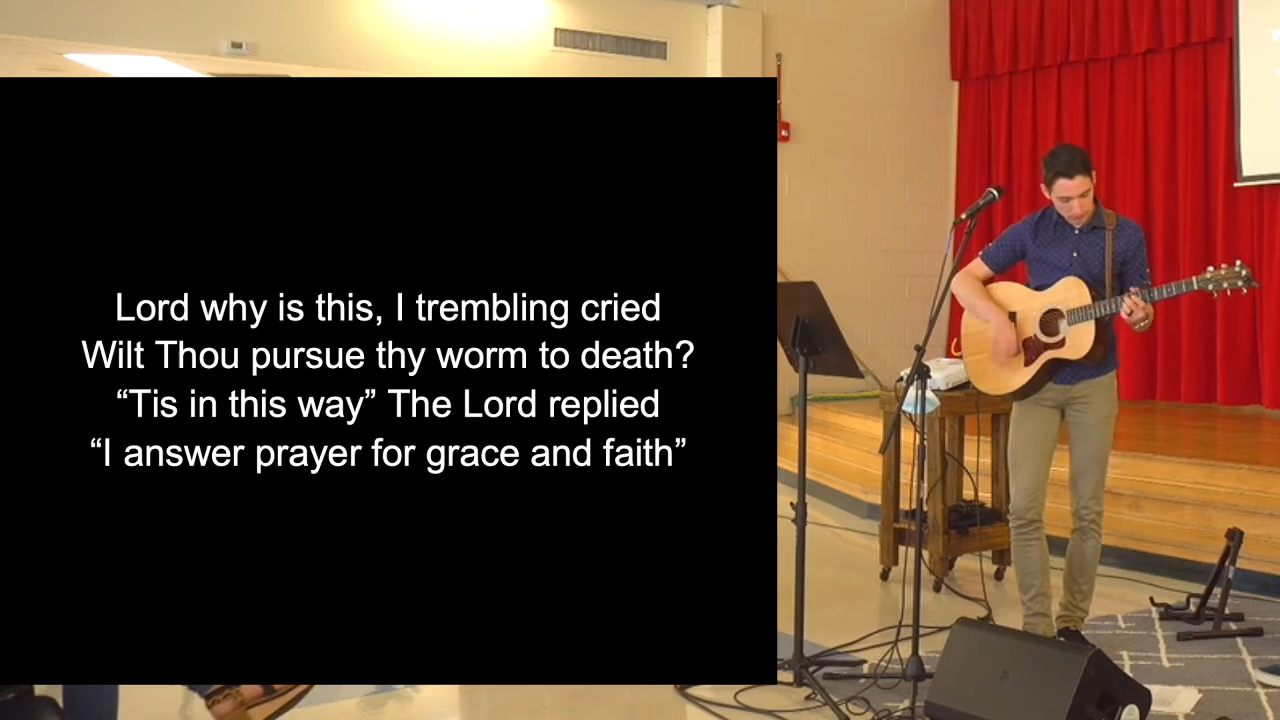 Lord why is this, I trembling cried
Wilt Thou pursue thy worm to death?
“Tis in this way” The Lord replied
“I answer prayer for grace and faith”